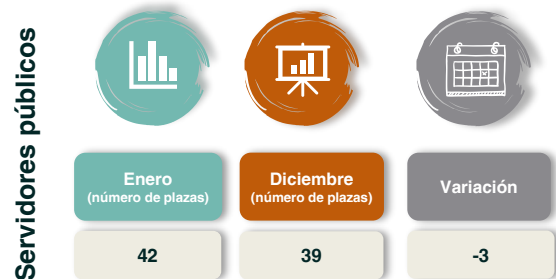 Servidores públicos
Enero
(número de plazas)
Diciembre
(número de plazas)
Variación
42
39
-3